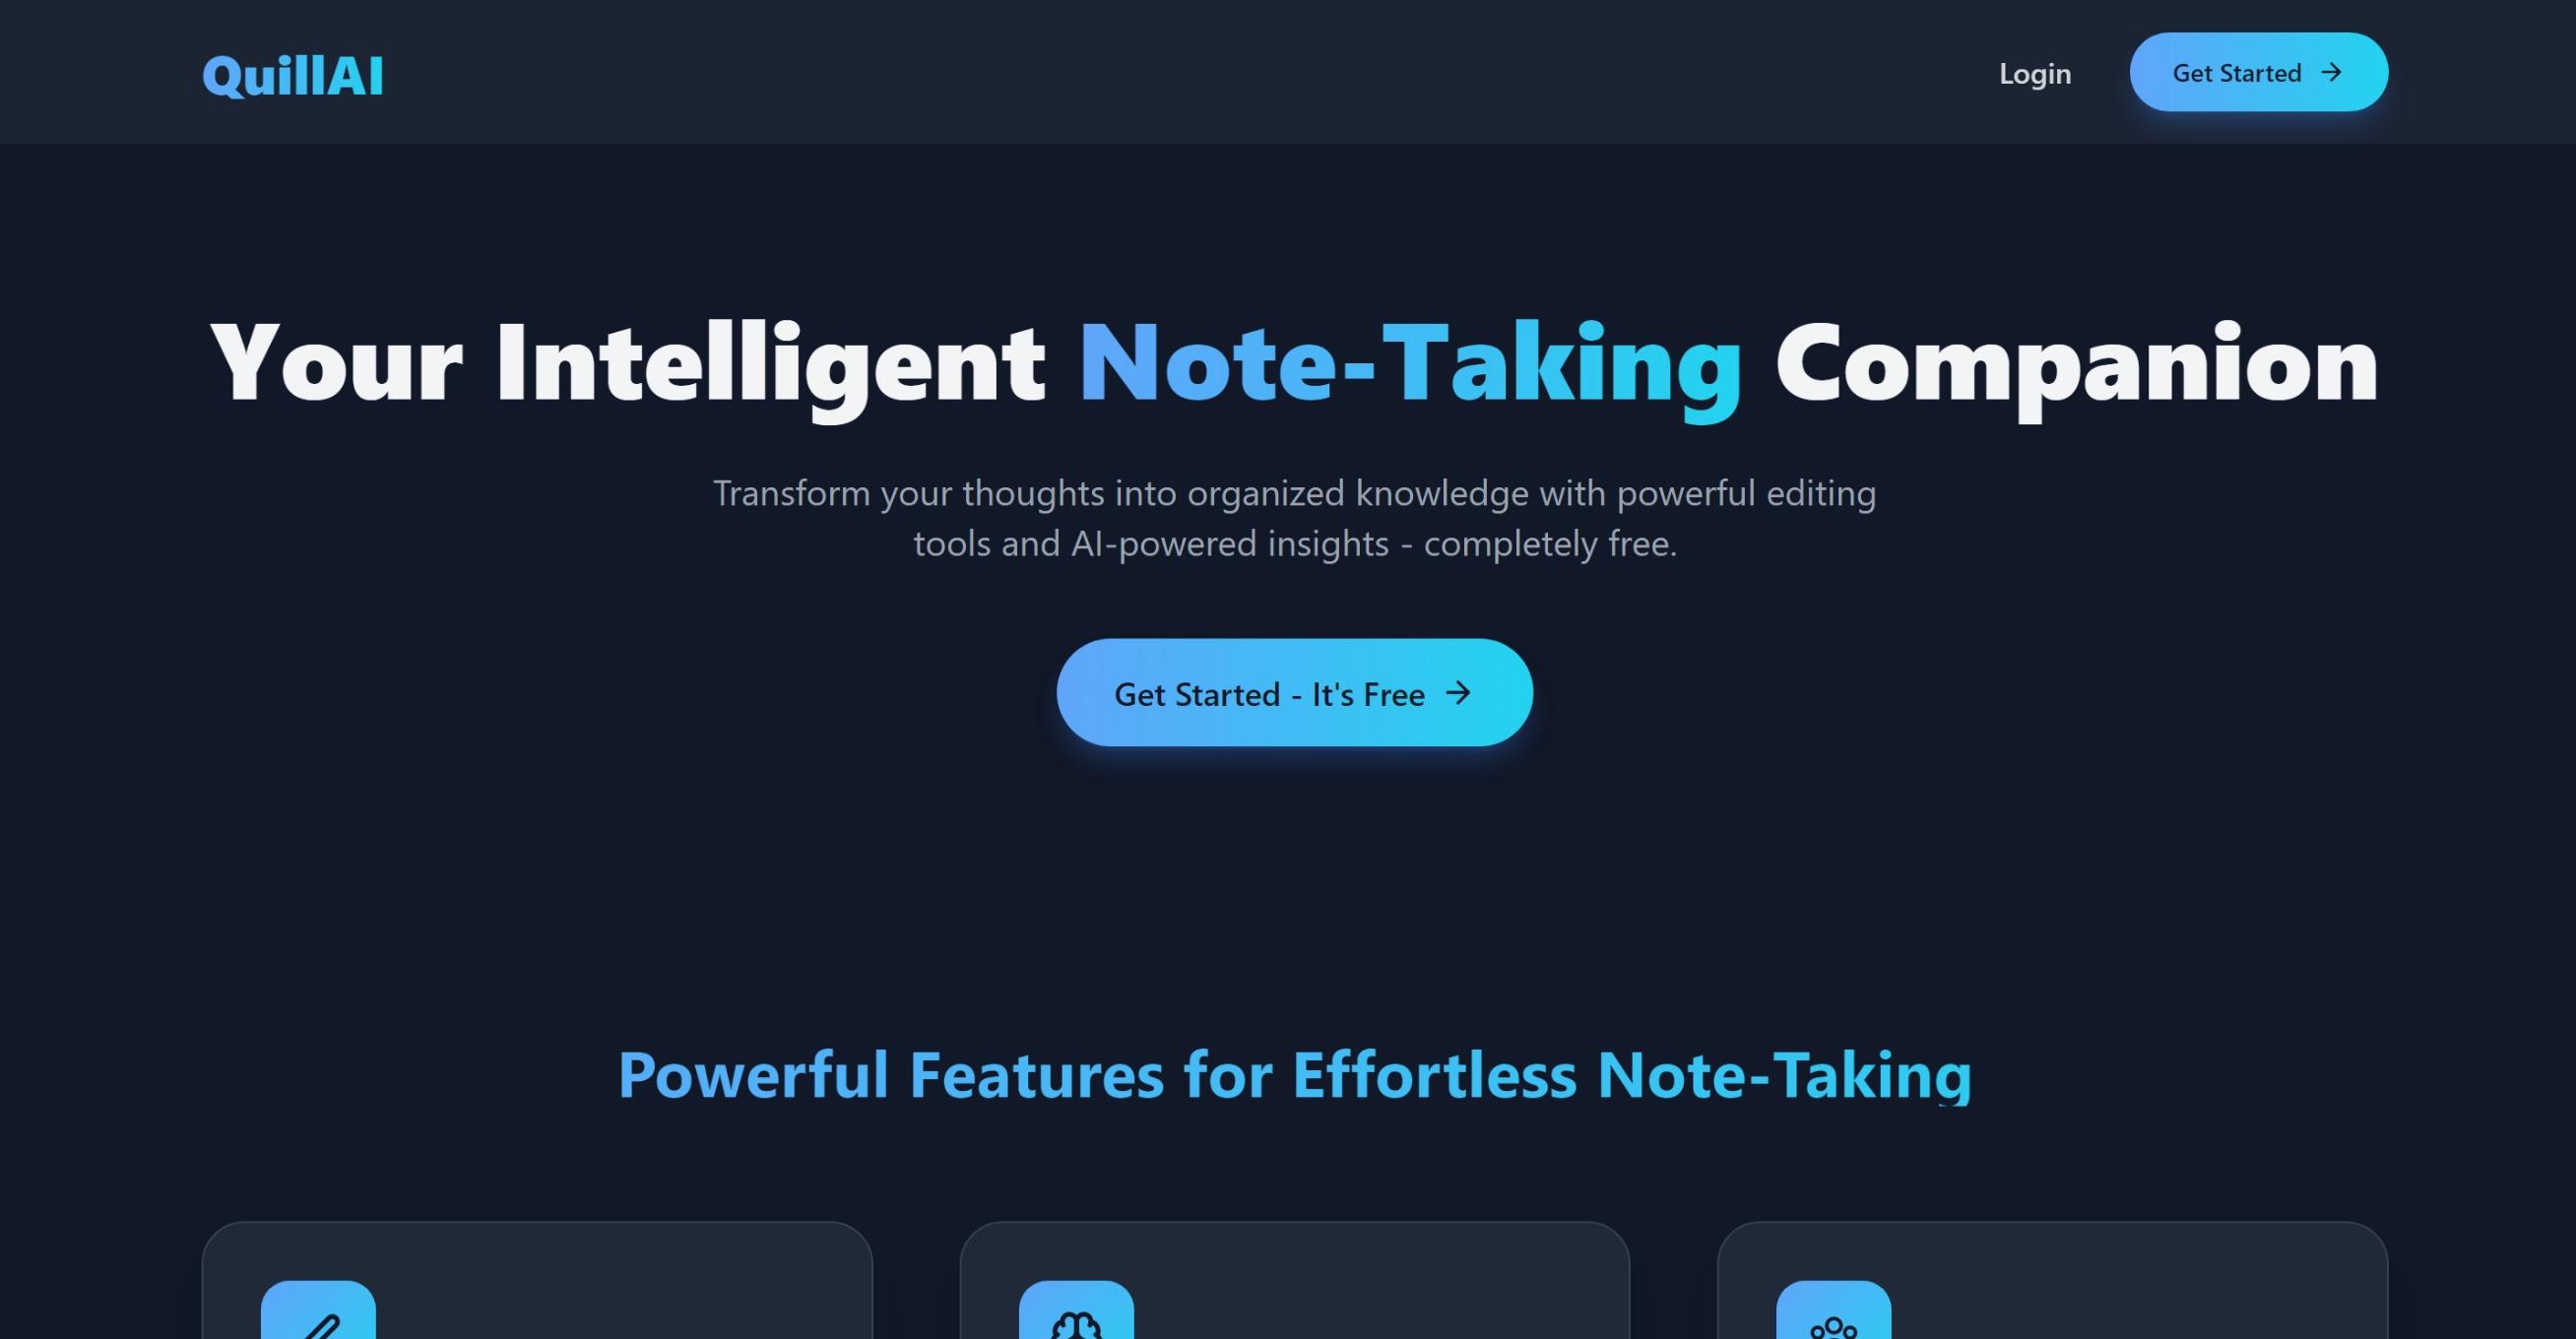 QuillAI
Login
Get Started
Your Intelligent Note-Taking Companion
Transform your thoughts into organized knowledge with powerful editing
tools and AI-powered insights - completely free.
Get Started - It's Free
Powerful Features for Effortless Note-Taking